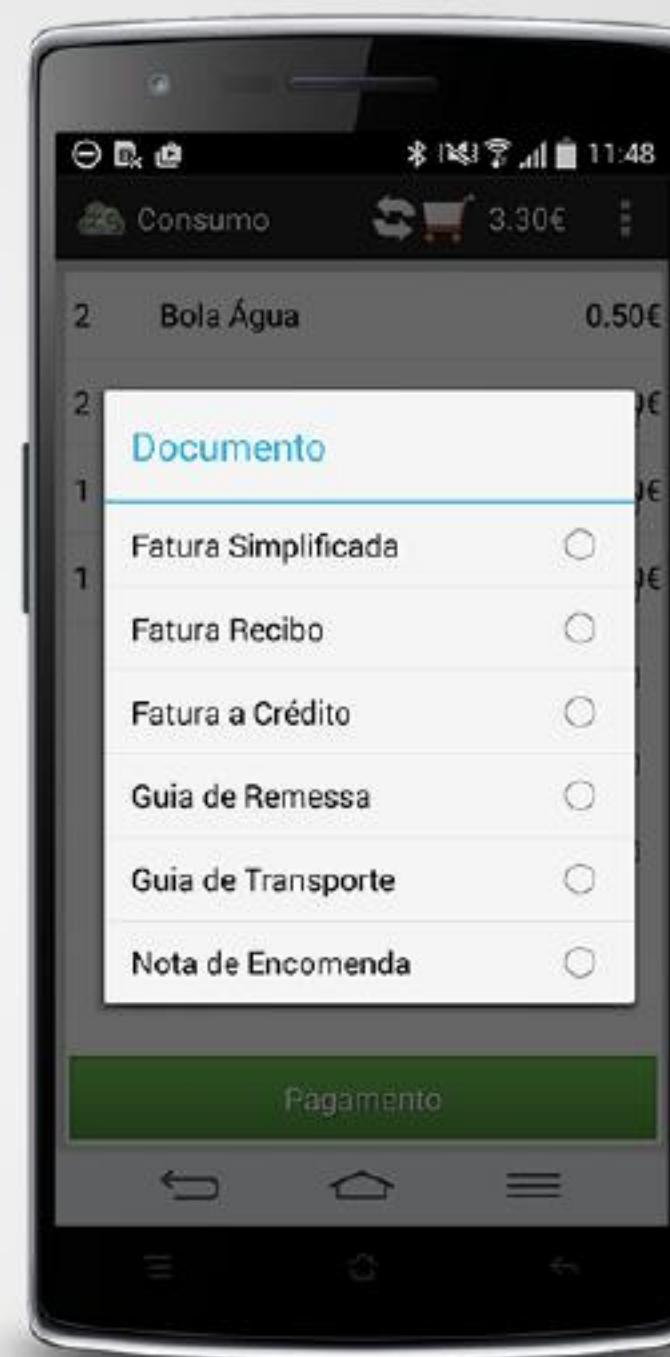 11:48
Consumo 3.30€
2 Bola Água 0.50€
2 €
1 €
1 €
Documento
Fatura Simplificada
Fatura Recibo
Fatura a Crédito
Guia de Remessa
Guia de Transporte
Nota de Encomenda
Pagamento